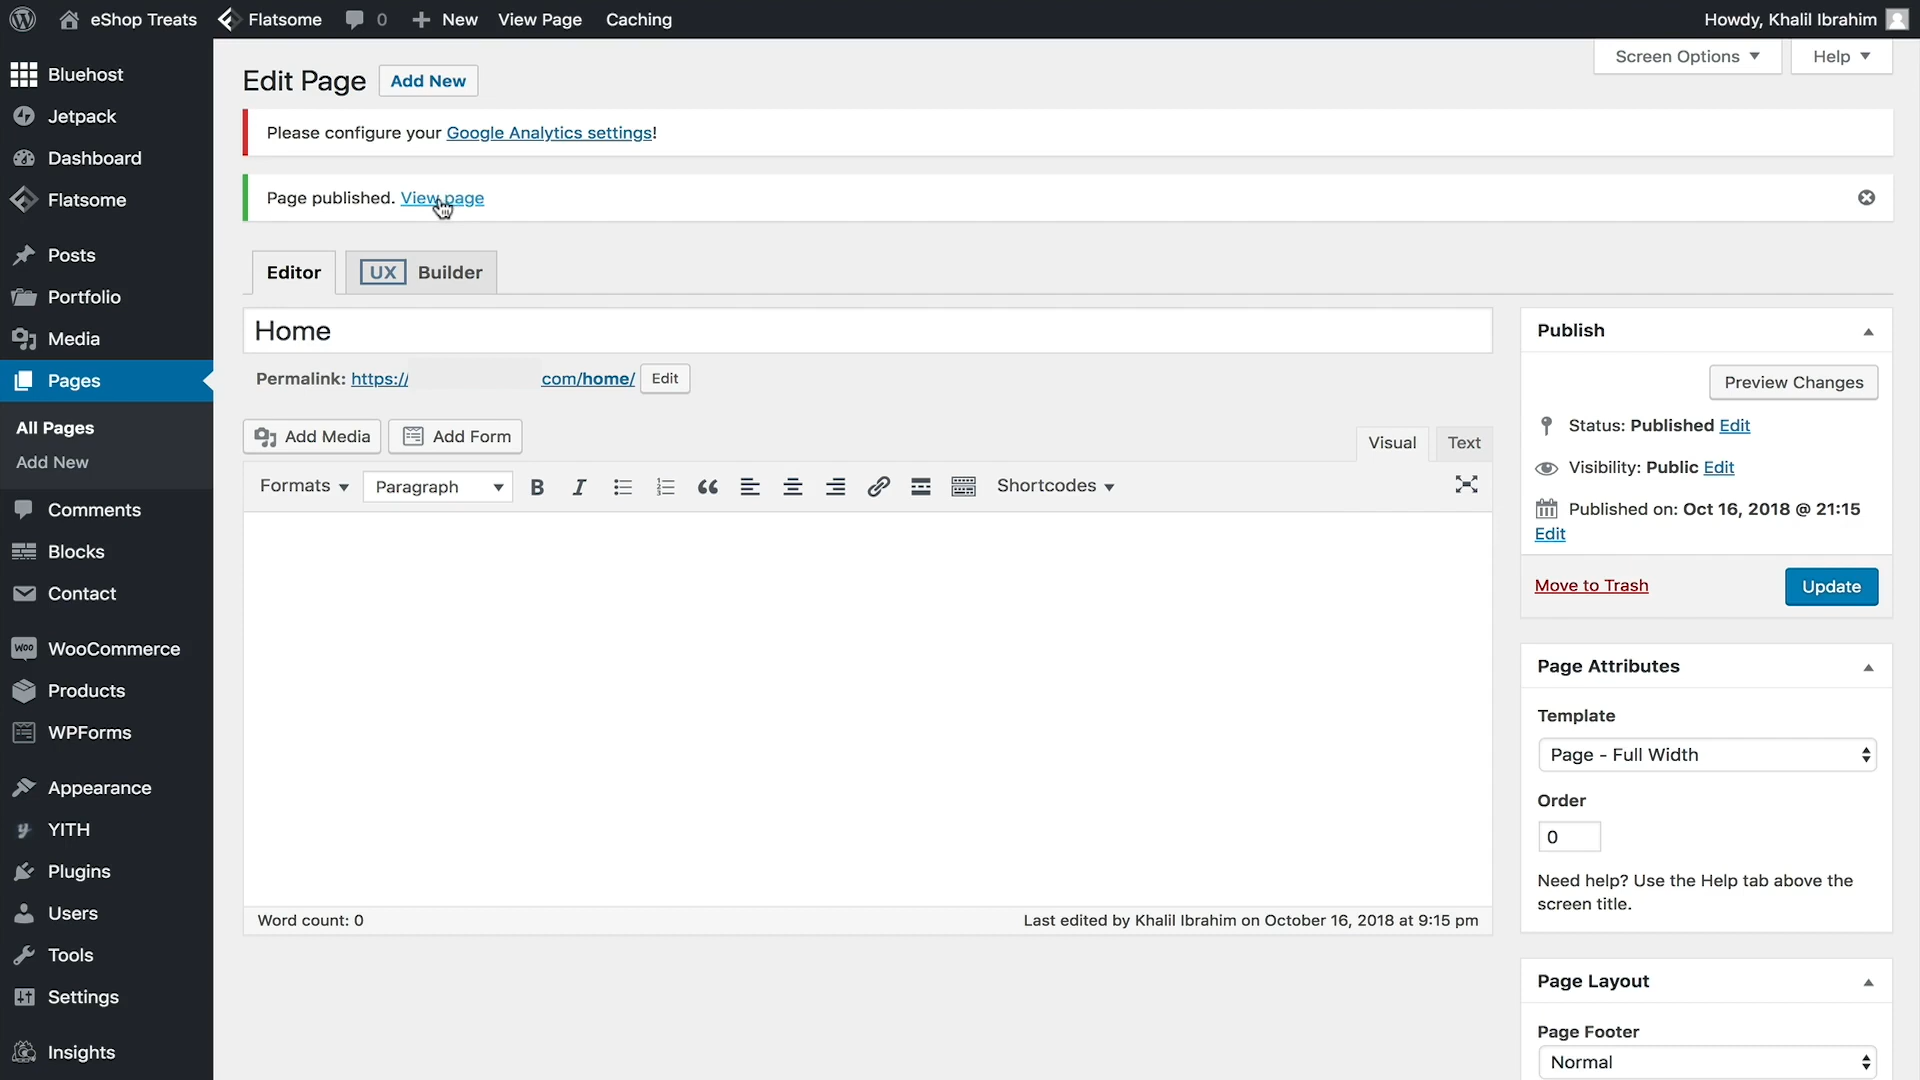 eShop Treats Flatsome 0 New View Page Caching Howdy, Khalil Ibrahim
Bluehost
Jetpack
Dashboard
Flatsome
Posts
Portfolio
Media
Pages
All Pages
Add New
Comments
Blocks
Contact
WooCommerce
Products
WPForms
Appearance
YITH
Plugins
Users
Tools
Settings
Insights
Screen Options Help
Edit Page Add New
Please configure your Google Analytics settings!
Page published. View page
Editor UX Builder
Home
Permalink: https:// com/home/ Edit
Add Media Add Form
Visual Text
Formats Paragraph B I Shortcodes
Word count: 0 Last edited by Khalil Ibrahim on October 16, 2018 at 9:15 pm
Publish
Preview Changes
Status: Published Edit
Visibility: Public Edit
Published on: Oct 16, 2018 @ 21:15
Edit
Move to Trash Update
Page Attributes
Template
Page - Full Width
Order
0
Need help? Use the Help tab above the
screen title.
Page Layout
Page Footer
Normal